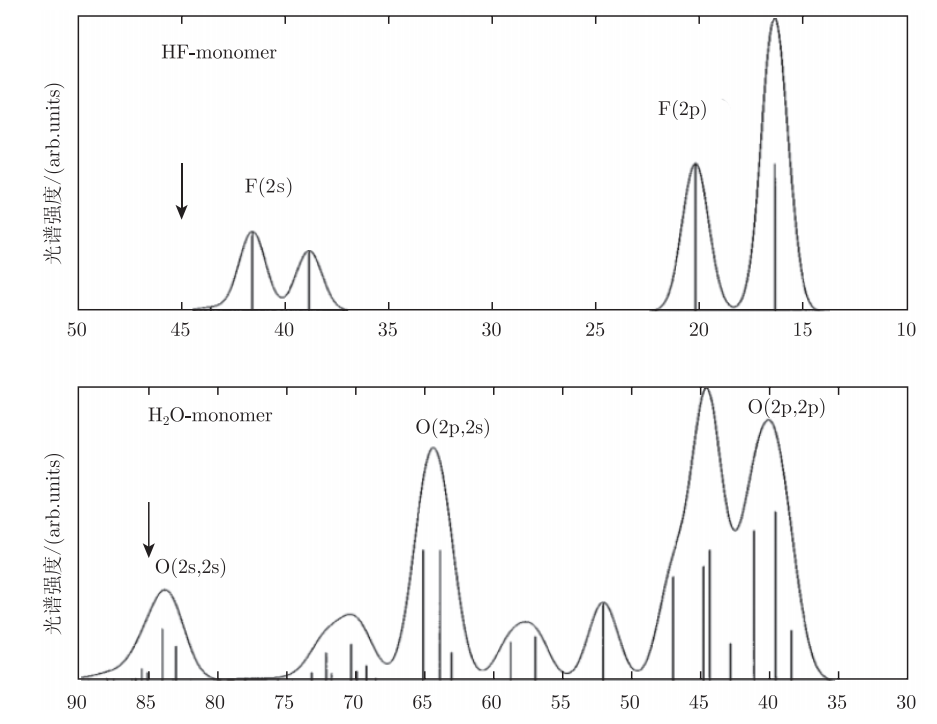 HF-monomer
F(2p)
F(2s)
光谱强度/(arb.units)
50 45 40 35 30 25 20 15 10
H₂O-monomer
O(2p,2s)
O(2p,2p)
O(2s,2s)
光谱强度/(arb.units)
90 85 80 75 70 65 60 55 50 45 40 35 30